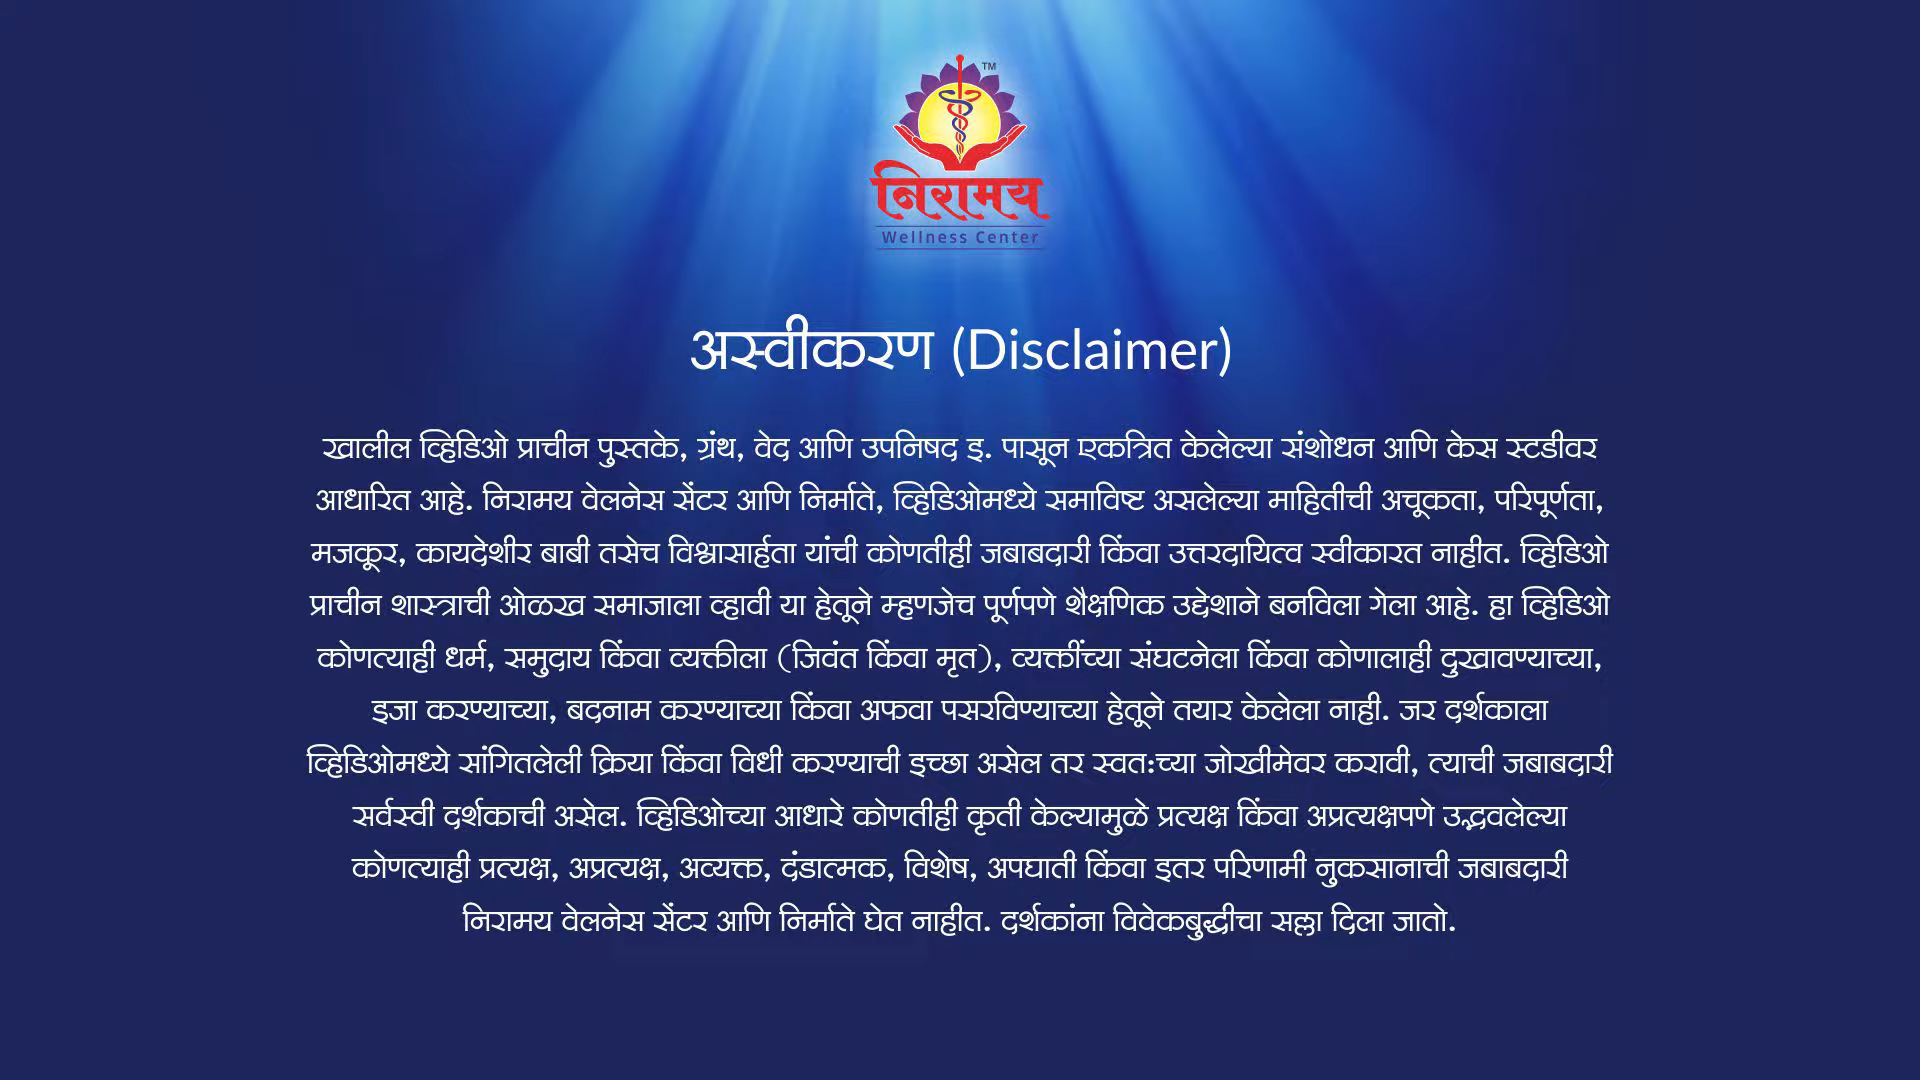 TM
निरामय
Wellness Center
अस्वीकरण (Disclaimer)
खालील व्हिडिओ प्राचीन पुस्तके, ग्रंथ, वेद आणि उपनिषद इ. पासून एकत्रित केलेल्या संशोधन आणि केस स्टडीवर
आधारित आहे. निरामय वेलनेस सेंटर आणि निर्माते, व्हिडिओमध्ये समाविष्ट असलेल्या माहितीची अचूकता, परिपूर्णता,
मजकूर, कायदेशीर बाबी तसेच विश्वासार्हता यांची कोणतीही जबाबदारी किंवा उत्तरदायित्व स्वीकारत नाहीत. व्हिडिओ
प्राचीन शास्त्राची ओळख समाजाला व्हावी या हेतूने म्हणजेच पूर्णपणे शैक्षणिक उद्देशाने बनविला गेला आहे. हा व्हिडिओ
कोणत्याही धर्म, समुदाय किंवा व्यक्तीला (जिवंत किंवा मृत), व्यक्तींच्या संघटनेला किंवा कोणालाही दुखावण्याच्या,
इजा करण्याच्या, बदनाम करण्याच्या किंवा अफवा पसरविण्याच्या हेतूने तयार केलेला नाही. जर दर्शकाला
व्हिडिओमध्ये सांगितलेली क्रिया किंवा विधी करण्याची इच्छा असेल तर स्वत:च्या जोखीमेवर करावी, त्याची जबाबदारी
सर्वस्वी दर्शकाची असेल. व्हिडिओच्या आधारे कोणतीही कृती केल्यामुळे प्रत्यक्ष किंवा अप्रत्यक्षपणे उद्भवलेल्या
कोणत्याही प्रत्यक्ष, अप्रत्यक्ष, अव्यक्त, दंडात्मक, विशेष, अपघाती किंवा इतर परिणामी नुकसानाची जबाबदारी
निरामय वेलनेस सेंटर आणि निर्माते घेत नाहीत. दर्शकांना विवेकबुद्धीचा सल्ला दिला जातो.